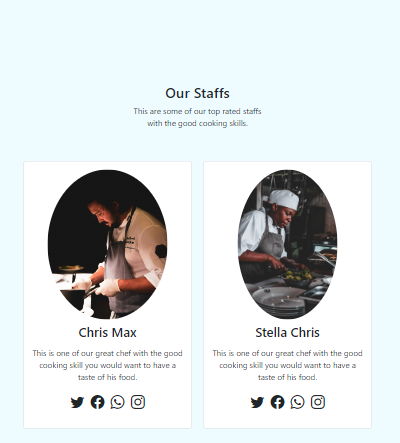 Our Staffs
This are some of our top rated staffs
with the good cooking skills.
Chris Max
This is one of our great chef with the good
cooking skill you would want to have a
taste of his food.
Stella Chris
This is one of our great chef with the good
cooking skill you would want to have a
taste of his food.